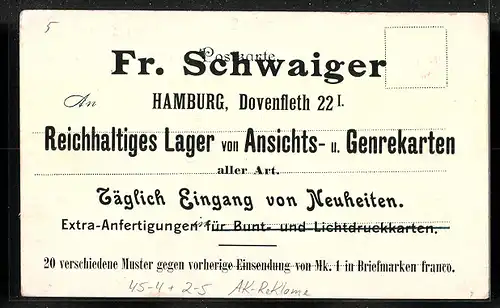 5
Postkarte
Fr. Schwaiger
An
HAMBURG, Dovenfleth 22 I.
Reichhaltiges Lager von Ansichts- u. Genrekarten
aller Art.
Täglich Eingang von Neuheiten.
Extra-Anfertigungen für Bunt- und Lichtdruckkarten.
20 verschiedene Muster gegen vorherige Einsendung von Mk. 1 in Briefmarken franco.
45-4 + 2-5 AK-Reklame